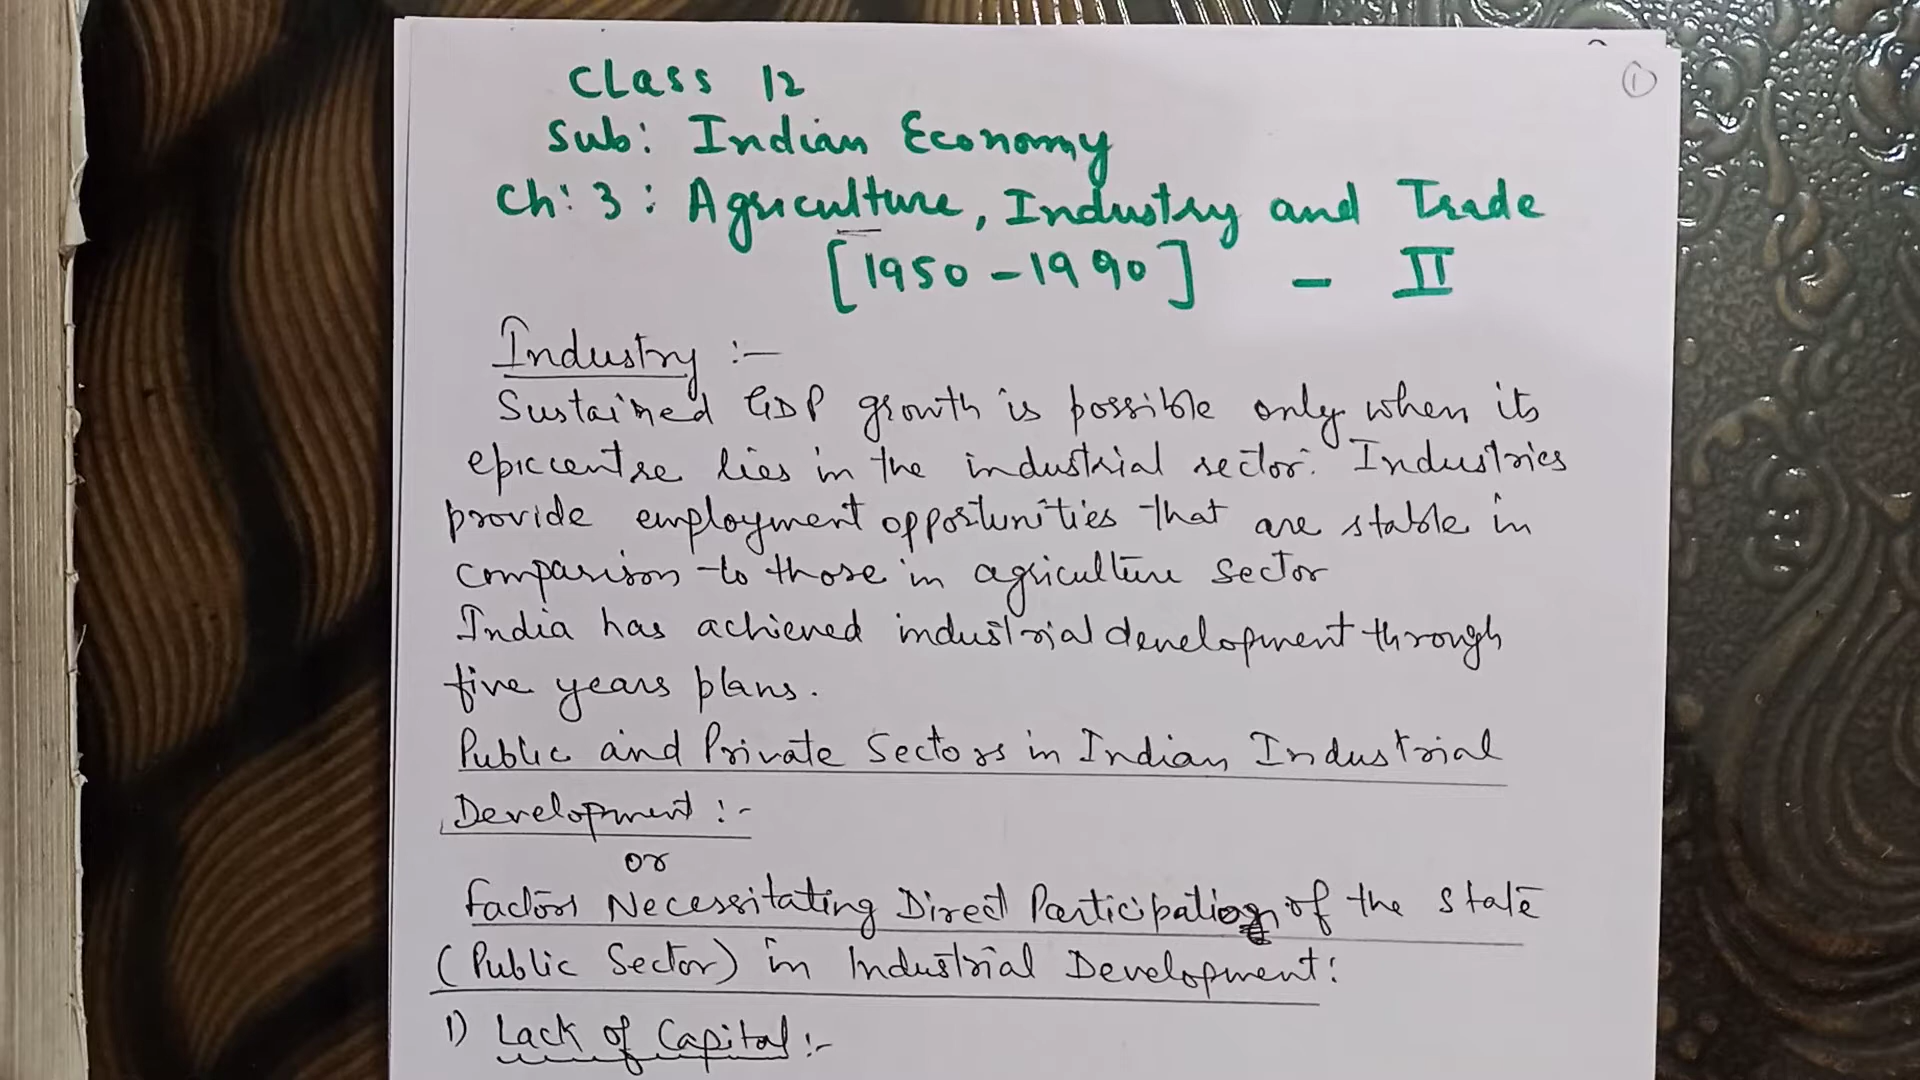 ①
Class 12
Sub: Indian Economy
Ch: 3: Agriculture, Industry and Trade
[1950-1990] - II
Industry :-
Sustained GDP growth is possible only when its
epiccentre lies in the industrial sector. Industries
provide employment opportunities that are stable in
comparison to those in agriculture sector
India has achieved industrial development through
five years plans.
Public and Private Sectors in Indian Industrial
Development :-
or
Factors Necessitating Direct Participation of the state
(Public Sector) in Industrial Development:
1) Lack of Capital :-